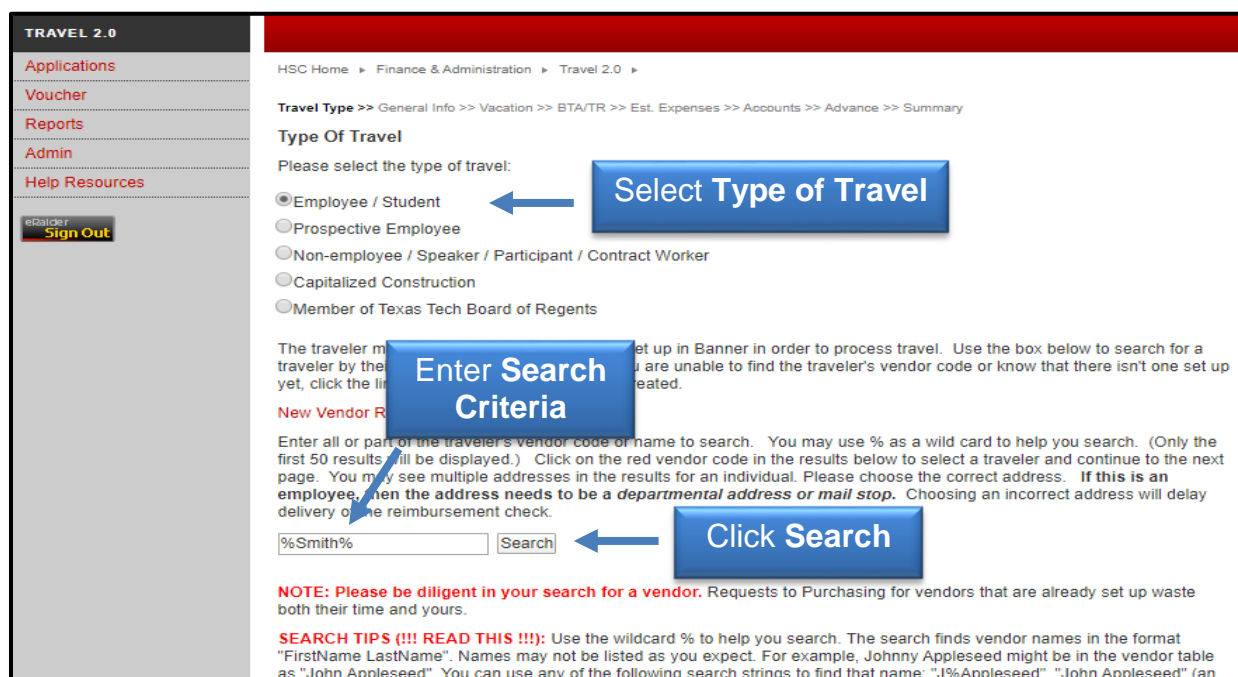 TRAVEL 2.0
Applications
Voucher
Reports
Admin
Help Resources
eRaider
Sign Out
HSC Home ▸ Finance & Administration ▸ Travel 2.0 ▸
Travel Type >> General Info >> Vacation >> BTA/TR >> Est. Expenses >> Accounts >> Advance >> Summary
Type Of Travel
Please select the type of travel:
Employee / Student
Select Type of Travel
Prospective Employee
Non-employee / Speaker / Participant / Contract Worker
Capitalized Construction
Member of Texas Tech Board of Regents
The traveler m et up in Banner in order to process travel. Use the box below to search for a
traveler by thei are unable to find the traveler's vendor code or know that there isn't one set up
yet, click the li eated.
Enter Search
Criteria
New Vendor R
Enter all or part of the traveler's vendor code or name to search. You may use % as a wild card to help you search. (Only the
first 50 results will be displayed.) Click on the red vendor code in the results below to select a traveler and continue to the next
page. You may see multiple addresses in the results for an individual. Please choose the correct address. If this is an
employee, then the address needs to be a departmental address or mail stop. Choosing an incorrect address will delay
delivery of the reimbursement check.
%Smith% Search
Click Search
NOTE: Please be diligent in your search for a vendor. Requests to Purchasing for vendors that are already set up waste
both their time and yours.
SEARCH TIPS (!!! READ THIS !!!): Use the wildcard % to help you search. The search finds vendor names in the format
"FirstName LastName". Names may not be listed as you expect. For example, Johnny Appleseed might be in the vendor table
as "John Appleseed". You can use any of the following search strings to find that name: "J%Appleseed", "John Appleseed" (an